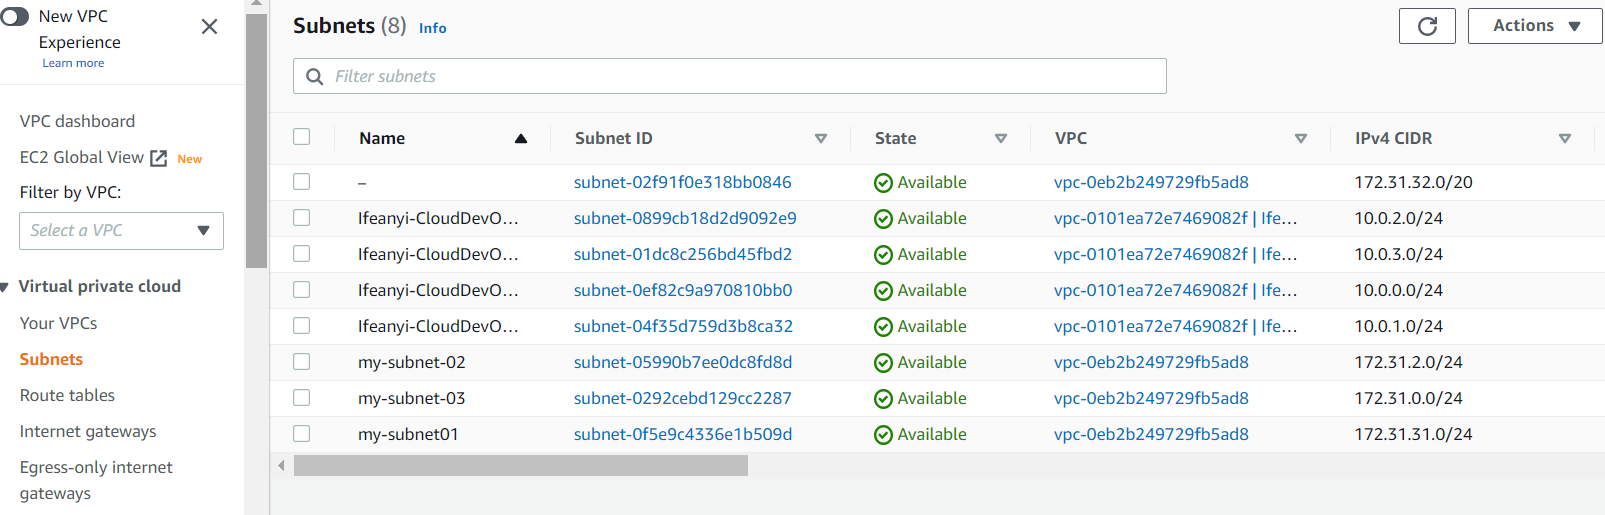 New VPC
Experience
Learn more
VPC dashboard
EC2 Global View New
Filter by VPC:
Select a VPC
Virtual private cloud
Your VPCs
Subnets
Route tables
Internet gateways
Egress-only internet
gateways
Subnets (8) Info
Actions
Filter subnets
Name Subnet ID State VPC IPv4 CIDR
– subnet-02f91f0e318bb0846 Available vpc-0eb2b249729fb5ad8 172.31.32.0/20
Ifeanyi-CloudDevO... subnet-0899cb18d2d9092e9 Available vpc-0101ea72e7469082f | Ife... 10.0.2.0/24
Ifeanyi-CloudDevO... subnet-01dc8c256bd45fbd2 Available vpc-0101ea72e7469082f | Ife... 10.0.3.0/24
Ifeanyi-CloudDevO... subnet-0ef82c9a970810bb0 Available vpc-0101ea72e7469082f | Ife... 10.0.0.0/24
Ifeanyi-CloudDevO... subnet-04f35d759d3b8ca32 Available vpc-0101ea72e7469082f | Ife... 10.0.1.0/24
my-subnet-02 subnet-05990b7ee0dc8fd8d Available vpc-0eb2b249729fb5ad8 172.31.2.0/24
my-subnet-03 subnet-0292cebd129cc2287 Available vpc-0eb2b249729fb5ad8 172.31.0.0/24
my-subnet01 subnet-0f5e9c4336e1b509d Available vpc-0eb2b249729fb5ad8 172.31.31.0/24